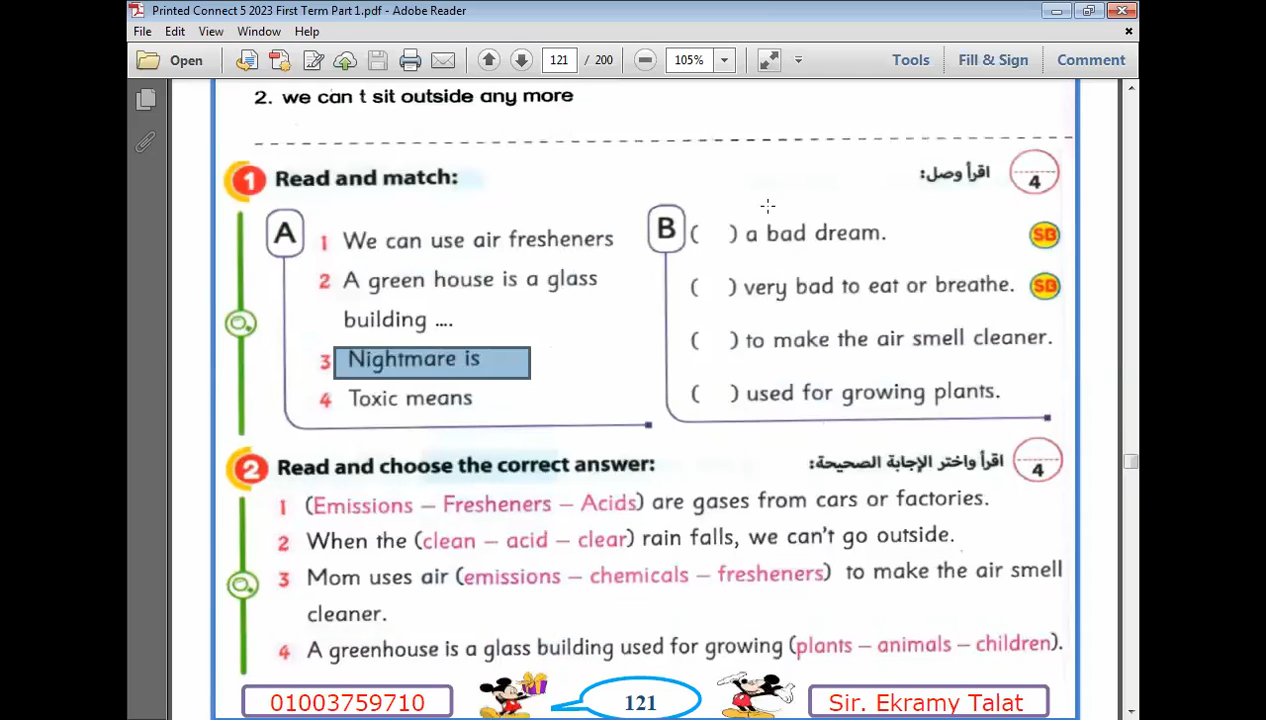 Printed Connect 5 2023 First Term Part 1.pdf - Adobe Reader
File Edit View Window Help
Open 121 / 200 105% Tools Fill & Sign Comment
2. we can t sit outside any more
1 Read and match: اقرأ وصل: 4
A
1 We can use air fresheners
2 A green house is a glass
building ....
3 Nightmare is
4 Toxic means
B
( ) a bad dream. SB
( ) very bad to eat or breathe. SB
( ) to make the air smell cleaner.
( ) used for growing plants.
2 Read and choose the correct answer: اقرأ واختر الإجابة الصحيحة: 4
1 (Emissions – Fresheners – Acids) are gases from cars or factories.
2 When the (clean – acid – clear) rain falls, we can't go outside.
3 Mom uses air (emissions – chemicals – fresheners) to make the air smell
cleaner.
4 A greenhouse is a glass building used for growing (plants – animals – children).
01003759710 121 Sir. Ekramy Talat